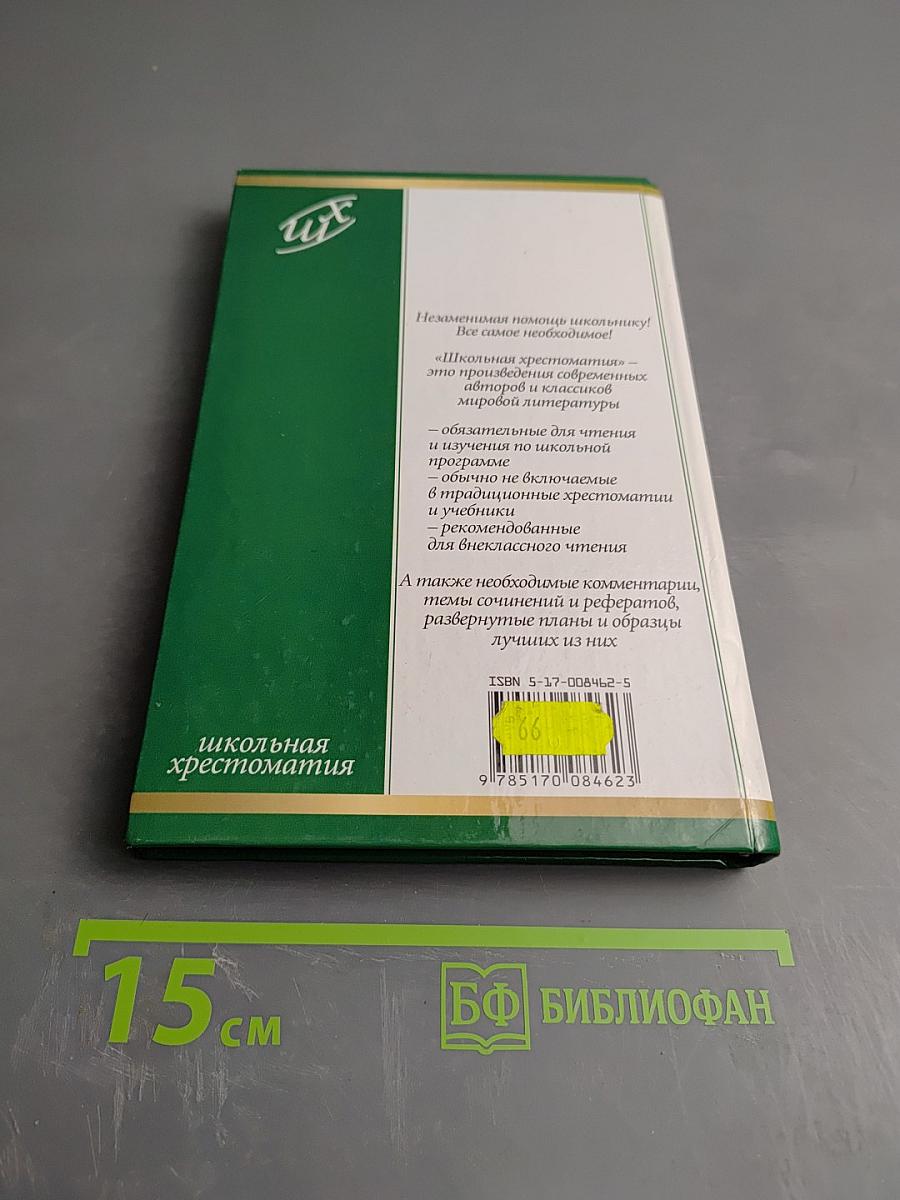 шх
Незаменимая помощь школьнику!
Все самое необходимое!
«Школьная хрестоматия» –
это произведения современных
авторов и классиков
мировой литературы
– обязательные для чтения
и изучения по школьной
программе
– обычно не включаемые
в традиционные хрестоматии
и учебники
– рекомендованные
для внеклассного чтения
А также необходимые комментарии,
темы сочинений и рефератов,
развернутые планы и образцы
лучших из них
ISBN 5-17-008462-5
66
9 785170 084623
школьная
хрестоматия
15 см
БФ БИБЛИОФАН